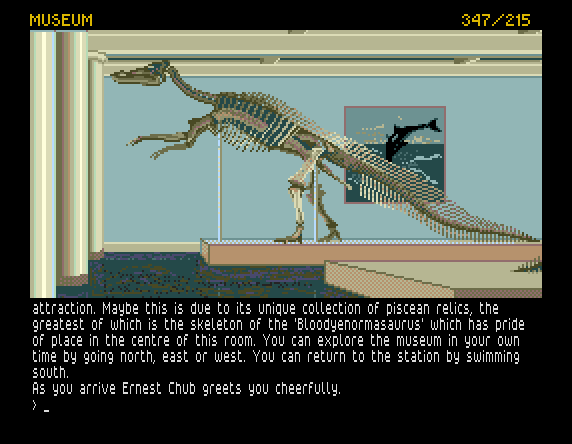 MUSEUM 347/215
attraction. Maybe this is due to its unique collection of piscean relics, the
greatest of which is the skeleton of the 'Bloodyenormasaurus' which has pride
of place in the centre of this room. You can explore the museum in your own
time by going north, east or west. You can return to the station by swimming
south.
As you arrive Ernest Chub greets you cheerfully.
> _